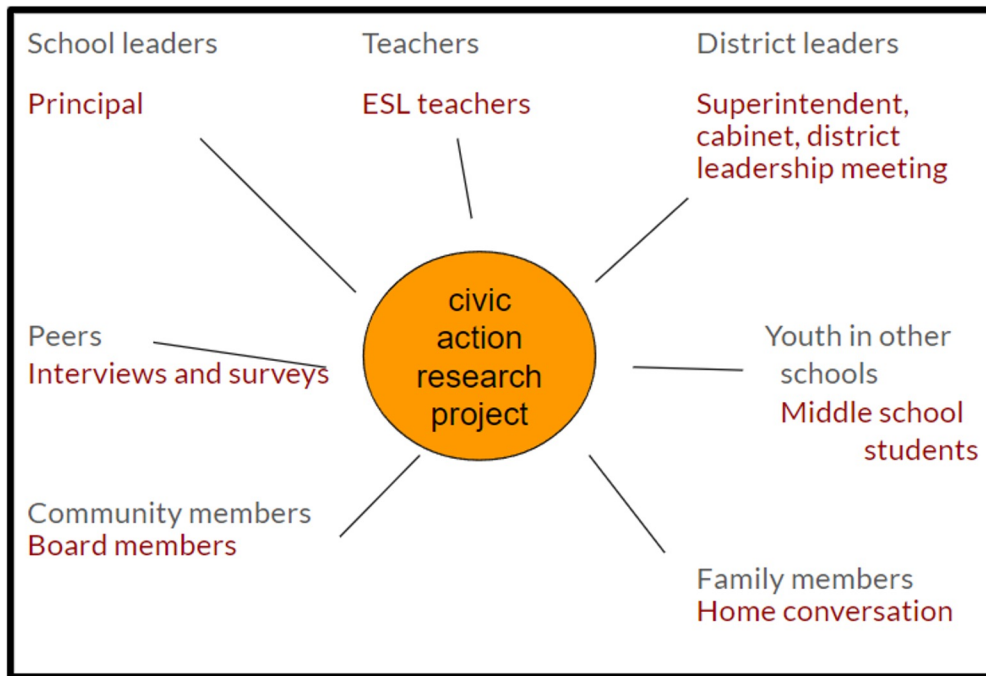 School leaders
Principal
Teachers
ESL teachers
District leaders
Superintendent,
cabinet, district
leadership meeting
civic
action
research
project
Peers
Interviews and surveys
Youth in other
schools
Middle school
students
Community members
Board members
Family members
Home conversation